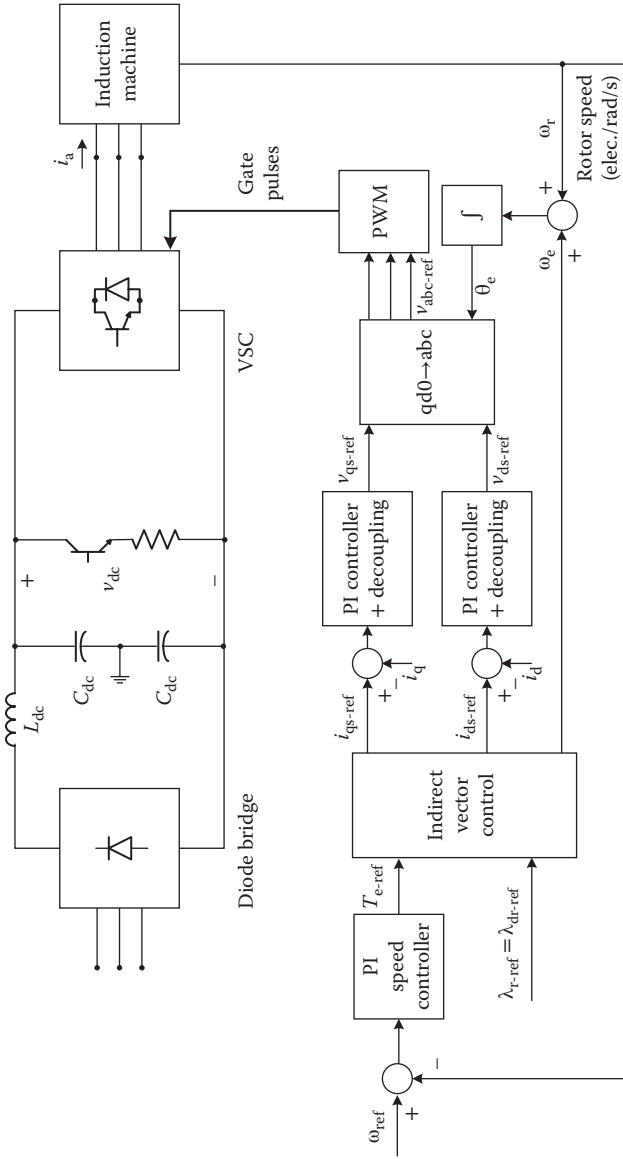 Diode bridge
L_dc
C_dc
C_dc
+
v_dc
−
VSC
i_a
Induction
machine
Gate
pulses
ω_ref
+
−
PI
speed
controller
T_e-ref
λ_r-ref = λ_dr-ref
Indirect
vector
control
i_qs-ref
+
−
i_q
i_ds-ref
+
−
i_d
PI controller
+ decoupling
PI controller
+ decoupling
v_qs-ref
v_ds-ref
qd0→abc
v_abc-ref
PWM
θ_e
∫
ω_e
+
+
ω_r
Rotor speed
(elec./rad/s)